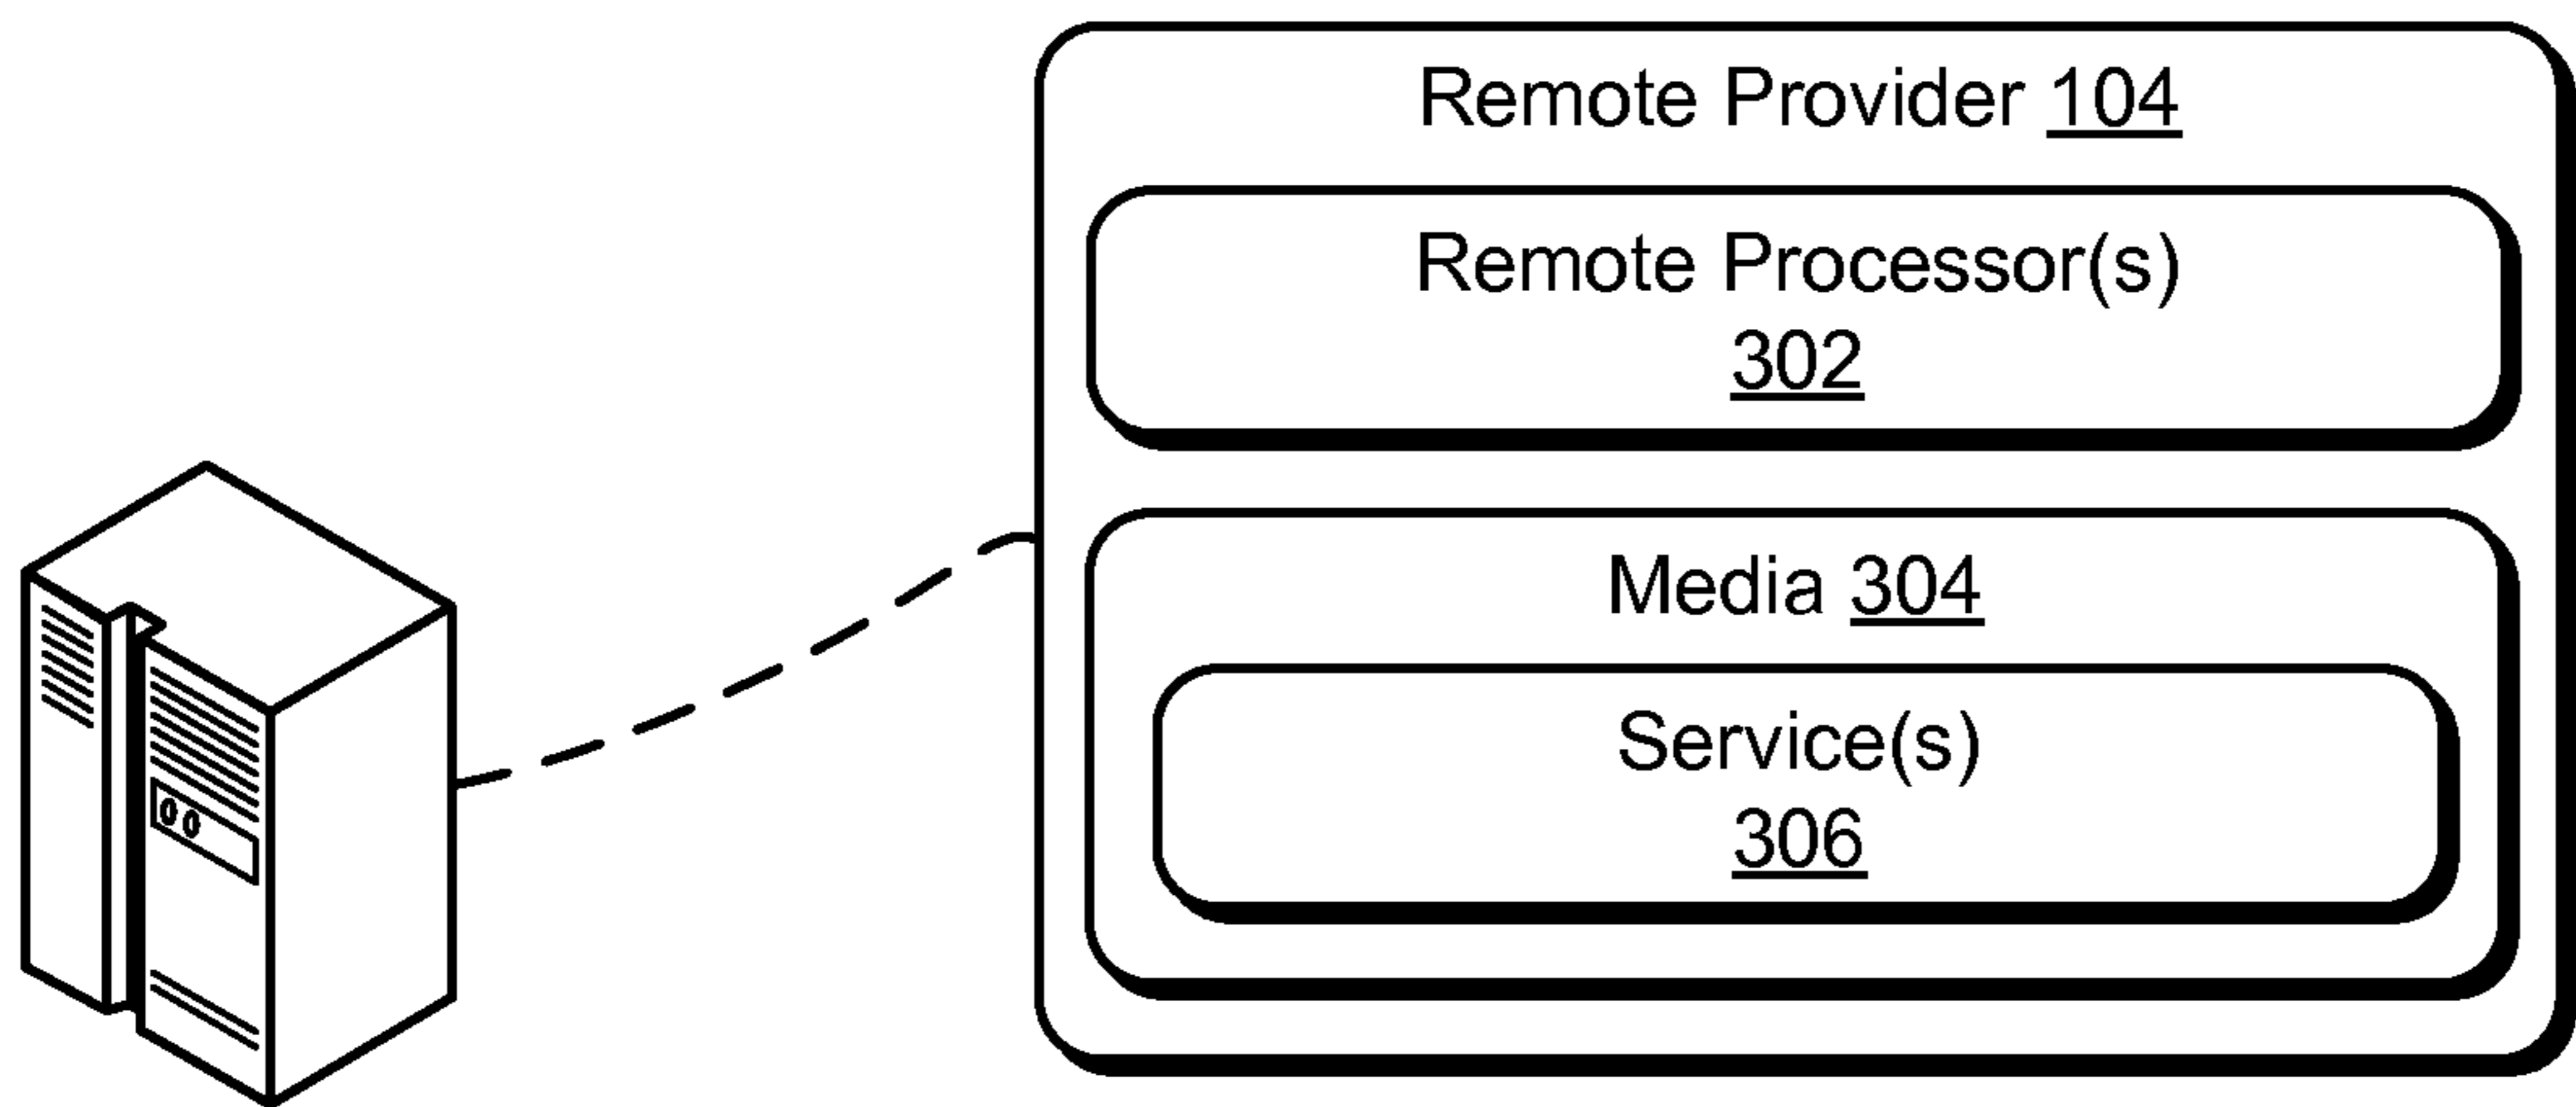 Remote Provider 104
Remote Processor(s)
302
Media 304
Service(s)
306